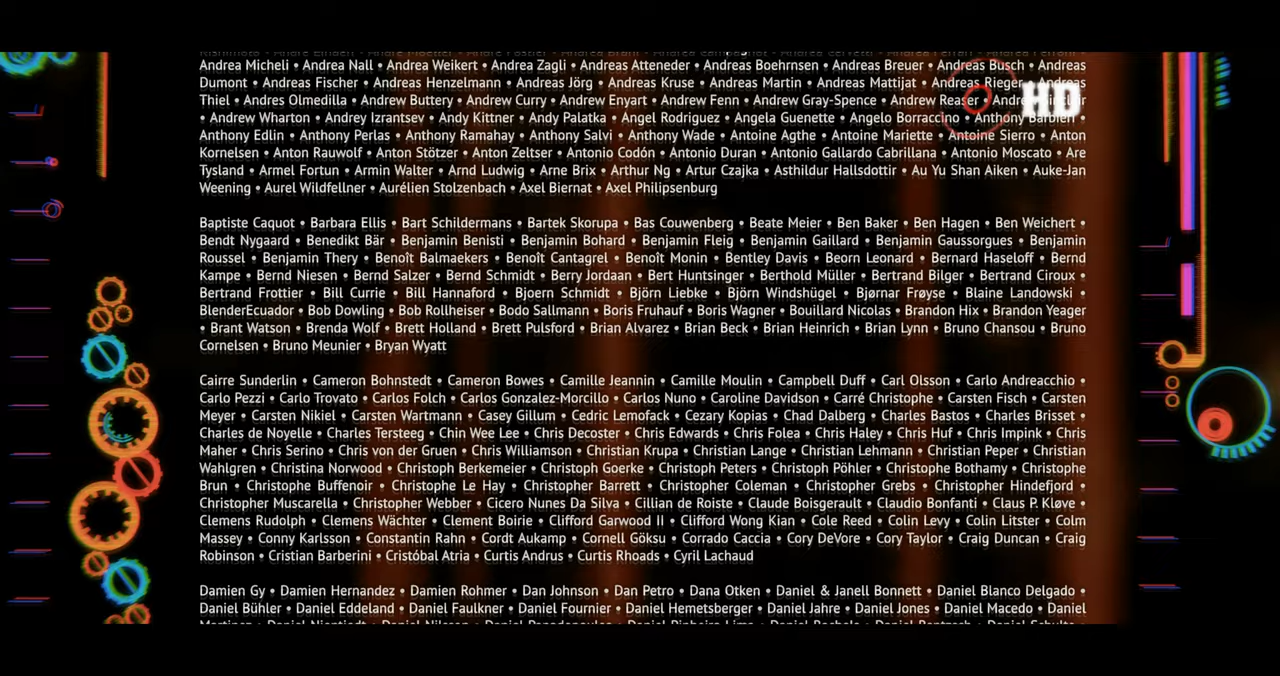 Andrea Micheli • Andrea Nall • Andrea Weikert • Andrea Zagli • Andreas Atteneder • Andreas Boehrnsen • Andreas Breuer • Andreas Busch • Andreas
Dumont • Andreas Fischer • Andreas Henzelmann • Andreas Jörg • Andreas Kruse • Andreas Martin • Andreas Mattijat • Andreas Rieger • Andreas
Thiel • Andres Olmedilla • Andrew Buttery • Andrew Curry • Andrew Enyart • Andrew Fenn • Andrew Gray-Spence • Andrew Reaser •
HD
• Andrew Wharton • Andrey Izrantsev • Andy Kittner • Andy Palatka • Angel Rodriguez • Angela Guenette • Angelo Borraccino • Anthony Barbieri •
Anthony Edlin • Anthony Perlas • Anthony Ramahay • Anthony Salvi • Anthony Wade • Antoine Agthe • Antoine Mariette • Antoine Sierro • Anton
Kornelsen • Anton Rauwolf • Anton Stötzer • Anton Zeltser • Antonio Codón • Antonio Duran • Antonio Gallardo Cabrillana • Antonio Moscato • Are
Tysland • Armel Fortun • Armin Walter • Arnd Ludwig • Arne Brix • Arthur Ng • Artur Czajka • Asthildur Hallsdottir • Au Yu Shan Aiken • Auke-Jan
Weening • Aurel Wildfellner • Aurélien Stolzenbach • Axel Biernat • Axel Philipsenburg
Baptiste Caquot • Barbara Ellis • Bart Schildermans • Bartek Skorupa • Bas Couwenberg • Beate Meier • Ben Baker • Ben Hagen • Ben Weichert •
Bendt Nygaard • Benedikt Bär • Benjamin Benisti • Benjamin Bohard • Benjamin Fleig • Benjamin Gaillard • Benjamin Gaussorgues • Benjamin
Roussel • Benjamin Thery • Benoît Balmaekers • Benoît Cantagrel • Benoît Monin • Bentley Davis • Beorn Leonard • Bernard Haseloff • Bernd
Kampe • Bernd Niesen • Bernd Salzer • Bernd Schmidt • Berry Jordaan • Bert Huntsinger • Berthold Müller • Bertrand Bilger • Bertrand Ciroux •
Bertrand Frottier • Bill Currie • Bill Hannaford • Bjoern Schmidt • Björn Liebke • Björn Windshügel • Bjørnar Frøyse • Blaine Landowski •
BlenderEcuador • Bob Dowling • Bob Rollheiser • Bodo Sallmann • Boris Fruhauf • Boris Wagner • Bouillard Nicolas • Brandon Hix • Brandon Yeager
• Brant Watson • Brenda Wolf • Brett Holland • Brett Pulsford • Brian Alvarez • Brian Beck • Brian Heinrich • Brian Lynn • Bruno Chansou • Bruno
Cornelsen • Bruno Meunier • Bryan Wyatt
Cairre Sunderlin • Cameron Bohnstedt • Cameron Bowes • Camille Jeannin • Camille Moulin • Campbell Duff • Carl Olsson • Carlo Andreacchio •
Carlo Pezzi • Carlo Trovato • Carlos Folch • Carlos Gonzalez-Morcillo • Carlos Nuno • Caroline Davidson • Carré Christophe • Carsten Fisch • Carsten
Meyer • Carsten Nikiel • Carsten Wartmann • Casey Gillum • Cedric Lemofack • Cezary Kopias • Chad Dalberg • Charles Bastos • Charles Brisset •
Charles de Noyelle • Charles Tersteeg • Chin Wee Lee • Chris Decoster • Chris Edwards • Chris Folea • Chris Haley • Chris Huf • Chris Impink • Chris
Maher • Chris Serino • Chris von der Gruen • Chris Williamson • Christian Krupa • Christian Lange • Christian Lehmann • Christian Peper • Christian
Wahlgren • Christina Norwood • Christoph Berkemeier • Christoph Goerke • Christoph Peters • Christoph Pöhler • Christophe Bothamy • Christophe
Brun • Christophe Buffenoir • Christophe Le Hay • Christopher Barrett • Christopher Coleman • Christopher Grebs • Christopher Hindefjord •
Christopher Muscarella • Christopher Webber • Cicero Nunes Da Silva • Cillian de Roiste • Claude Boisgerault • Claudio Bonfanti • Claus P. Kløve •
Clemens Rudolph • Clemens Wächter • Clement Boirie • Clifford Garwood II • Clifford Wong Kian • Cole Reed • Colin Levy • Colin Litster • Colm
Massey • Conny Karlsson • Constantin Rahn • Cordt Aukamp • Cornell Göksu • Corrado Caccia • Cory DeVore • Cory Taylor • Craig Duncan • Craig
Robinson • Cristian Barberini • Cristóbal Atria • Curtis Andrus • Curtis Rhoads • Cyril Lachaud
Damien Gy • Damien Hernandez • Damien Rohmer • Dan Johnson • Dan Petro • Dana Otken • Daniel & Janell Bonnett • Daniel Blanco Delgado •
Daniel Bühler • Daniel Eddeland • Daniel Faulkner • Daniel Fournier • Daniel Hemetsberger • Daniel Jahre • Daniel Jones • Daniel Macedo • Daniel